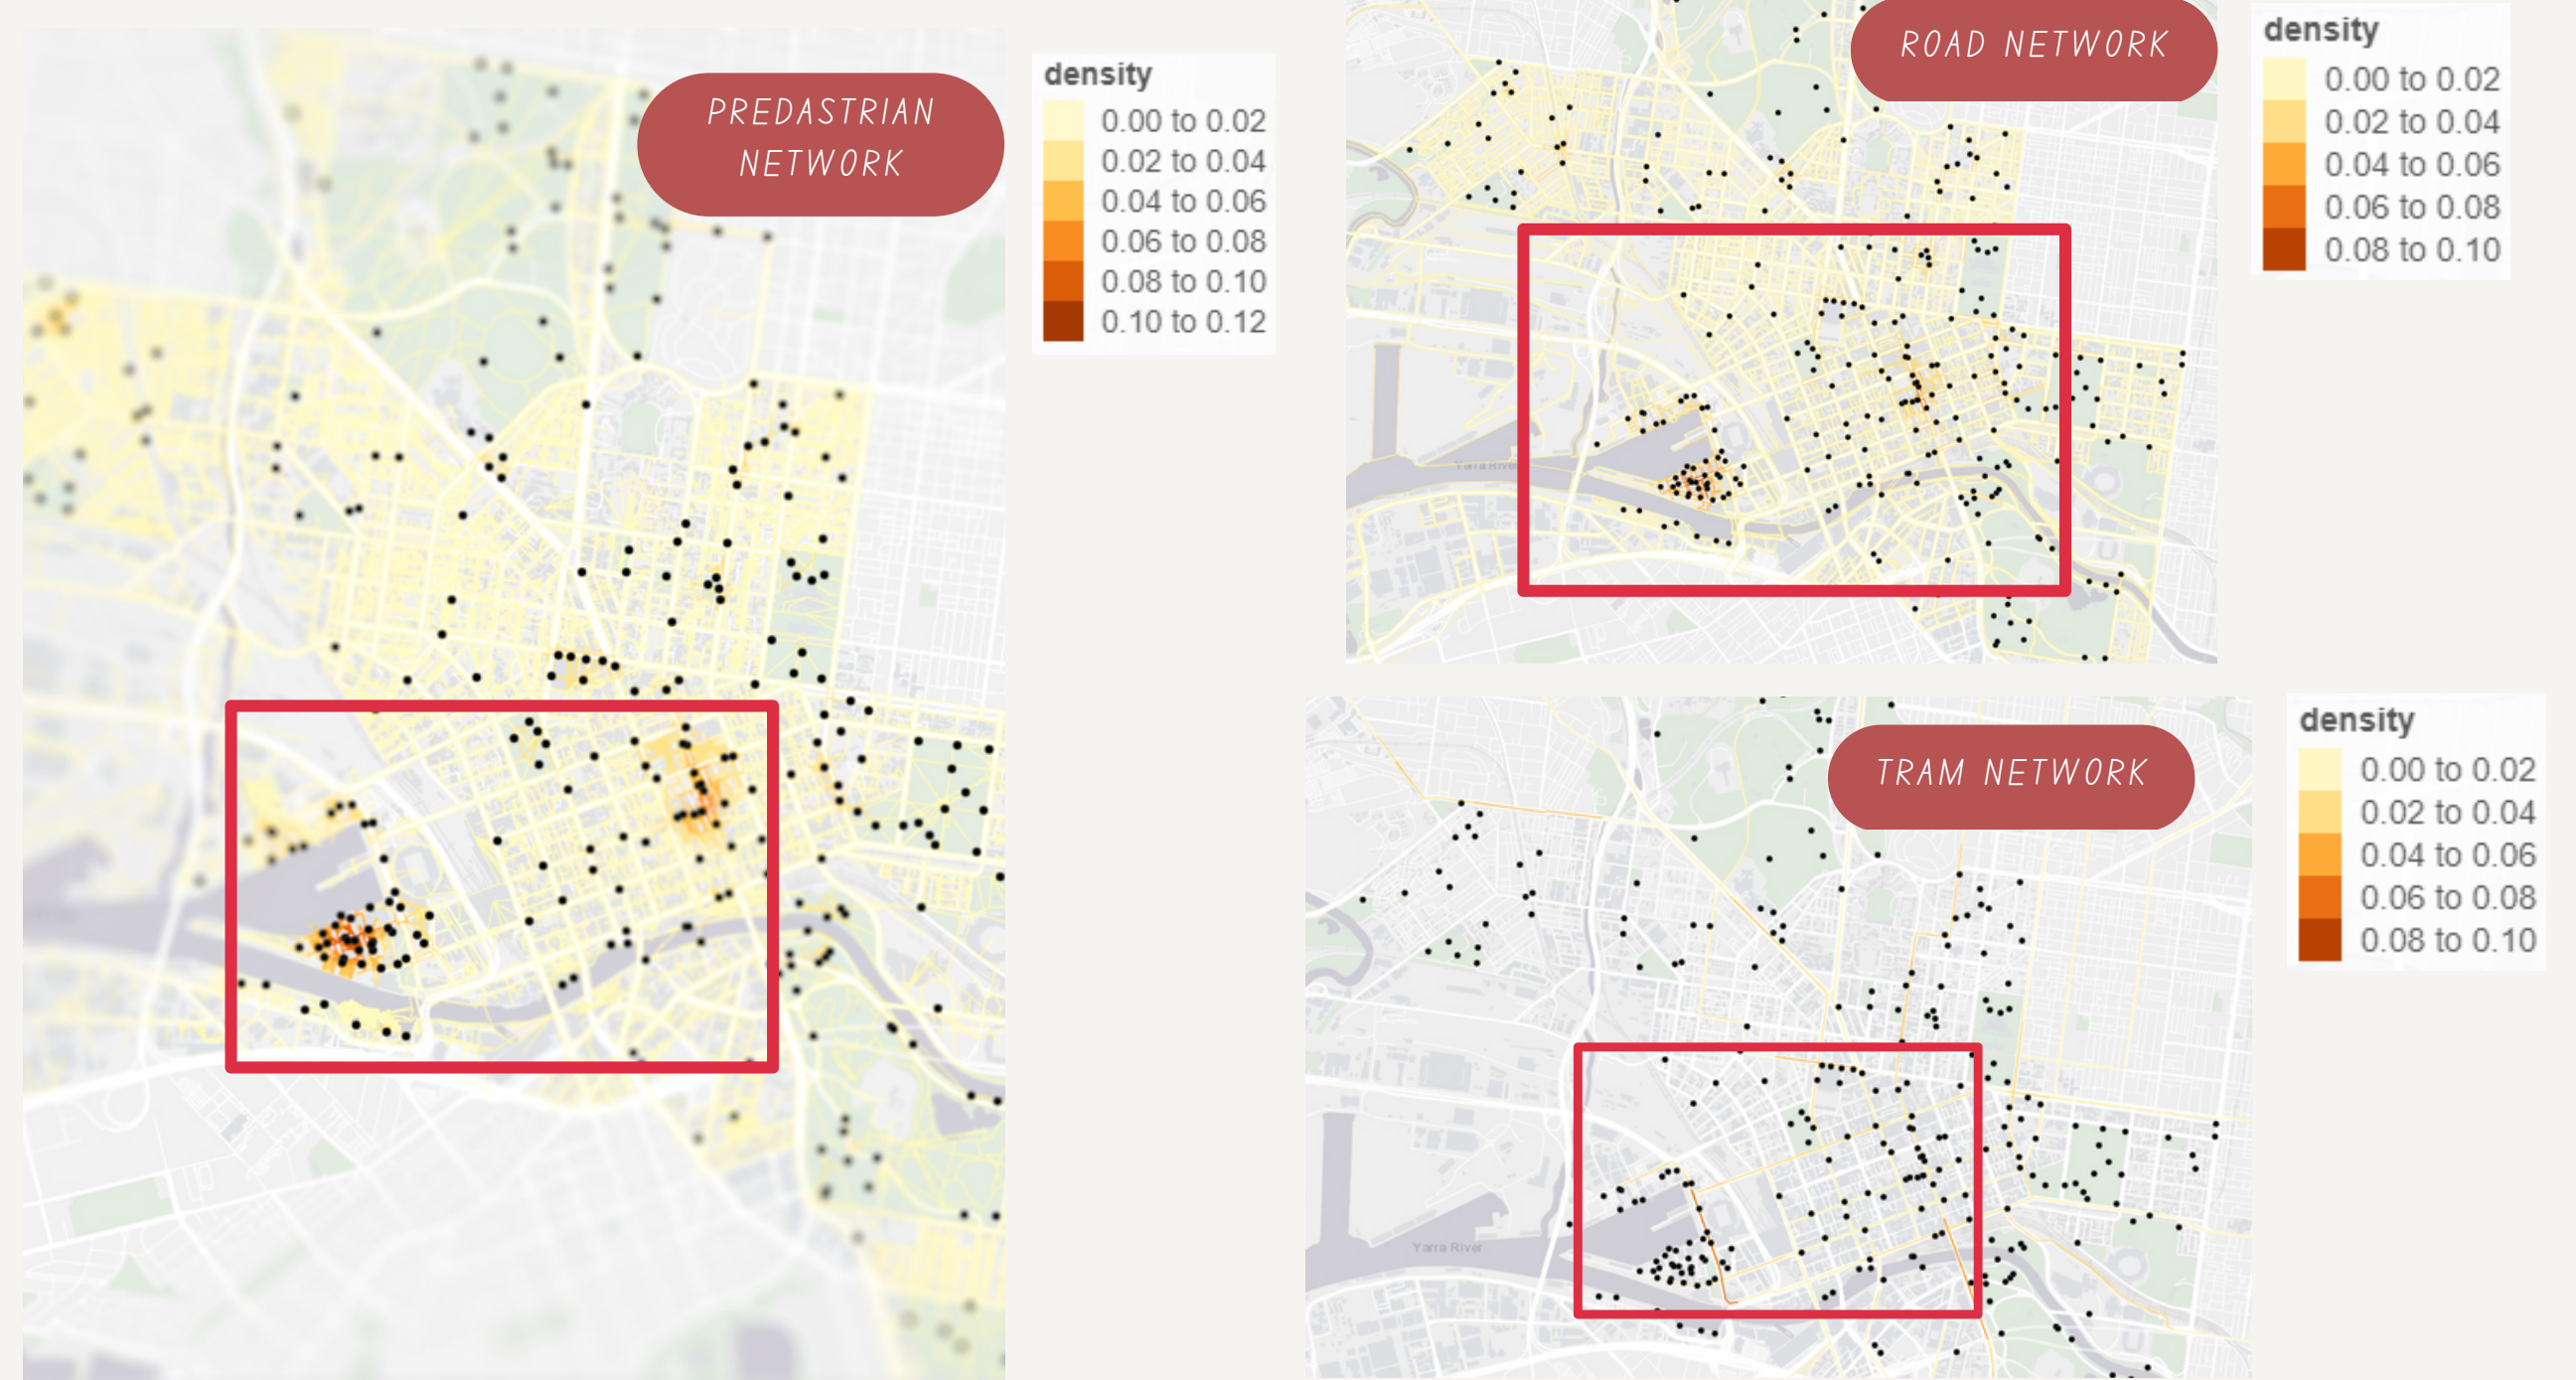 PREDASTRIAN
NETWORK
density
0.00 to 0.02
0.02 to 0.04
0.04 to 0.06
0.06 to 0.08
0.08 to 0.10
0.10 to 0.12
ROAD NETWORK
density
0.00 to 0.02
0.02 to 0.04
0.04 to 0.06
0.06 to 0.08
0.08 to 0.10
Yarra River
TRAM NETWORK
density
0.00 to 0.02
0.02 to 0.04
0.04 to 0.06
0.06 to 0.08
0.08 to 0.10
Yarra River